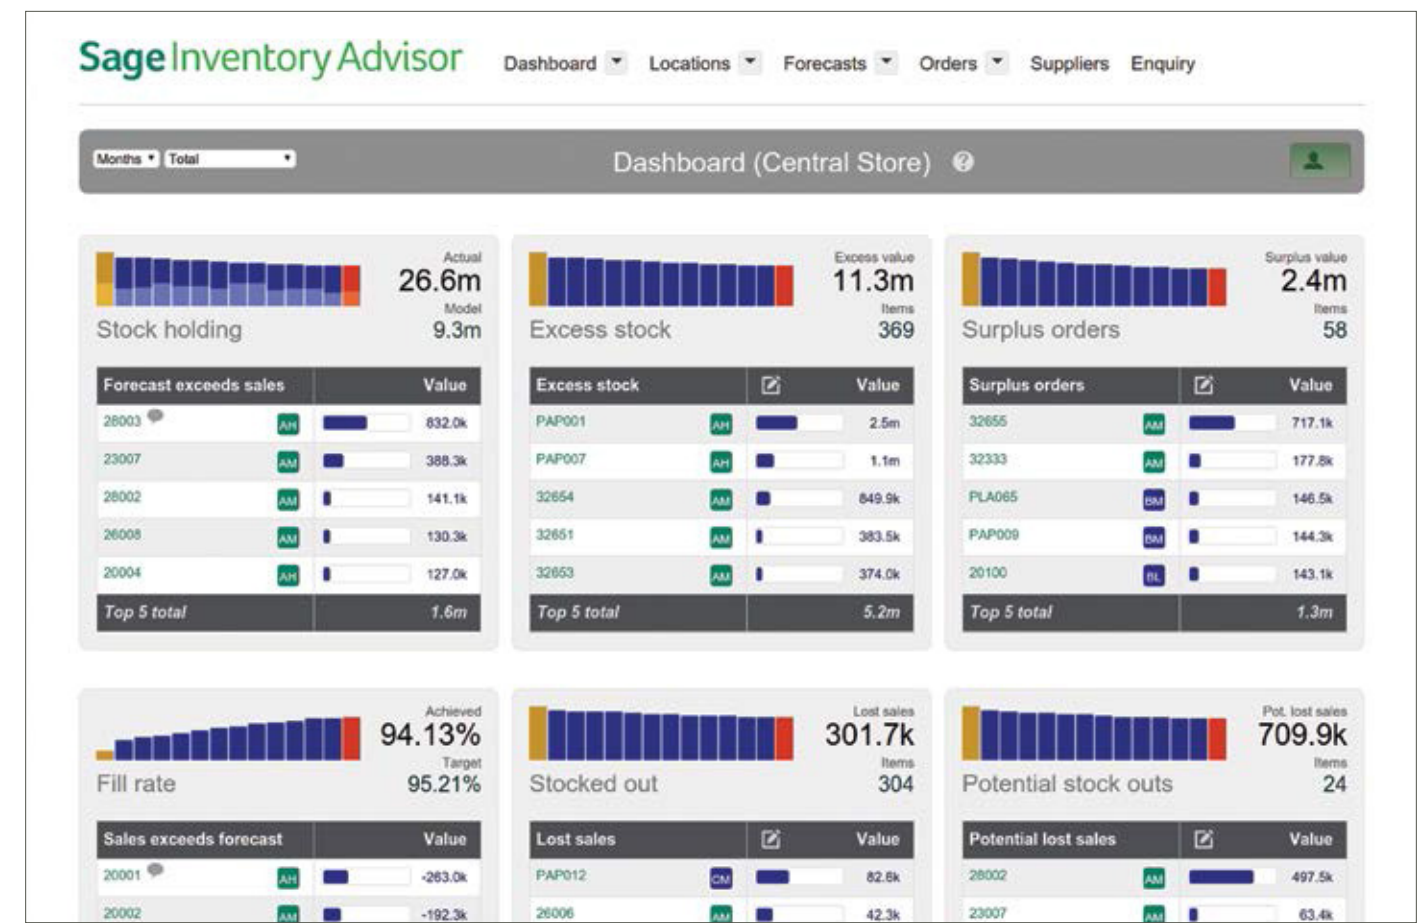 Sage Inventory Advisor Dashboard Locations Forecasts Orders Suppliers Enquiry
Months Total Dashboard (Central Store) ?
Actual
26.6m
Model
Stock holding 9.3m
Forecast exceeds sales Value
28003 AH 832.0k
23007 AM 388.3k
28002 AM 141.1k
26008 AM 130.3k
20004 AH 127.0k
Top 5 total 1.6m
Excess value
11.3m
Items
Excess stock 369
Excess stock Value
PAP001 AH 2.5m
PAP007 AH 1.1m
32654 AM 849.9k
32651 AM 383.5k
32653 AM 374.0k
Top 5 total 5.2m
Surplus value
2.4m
Items
Surplus orders 58
Surplus orders Value
32655 AM 717.1k
32333 AM 177.8k
PLA065 BM 146.5k
PAP009 BM 144.3k
20100 BL 143.1k
Top 5 total 1.3m
Achieved
94.13%
Target
Fill rate 95.21%
Sales exceeds forecast Value
20001 AH -263.0k
20002 AM -192.3k
Lost sales
301.7k
Items
Stocked out 304
Lost sales Value
PAP012 CM 82.6k
26006 AM 42.3k
Pot. lost sales
709.9k
Items
Potential stock outs 24
Potential lost sales Value
28002 AM 497.5k
23007 AM 63.4k